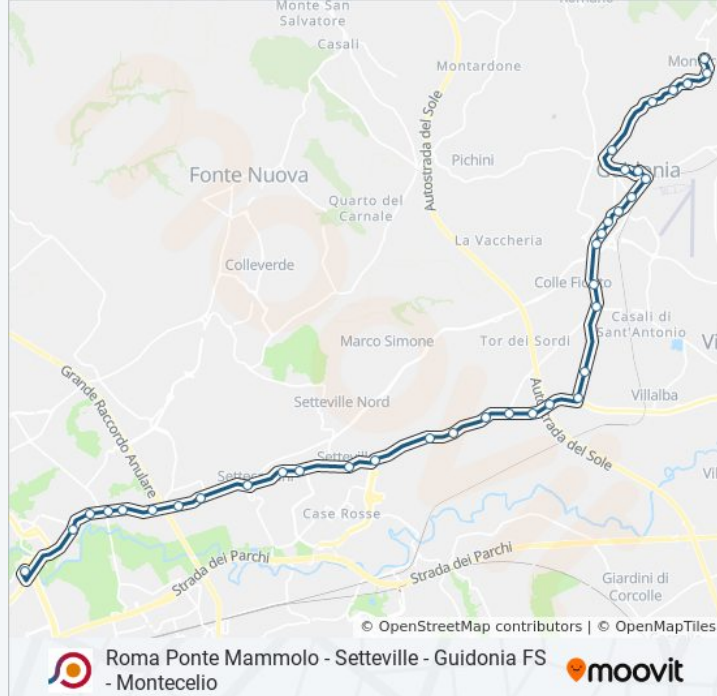 Monte San
Salvatore
Casali
Montardone
Autostrada del Sole
Fonte Nuova
Pichini
Quarto del
Carnale
La Vaccheria
Colleverde
Colle Fiorito
Casali di
Sant'Antonio
Marco Simone
Tor dei Sordi
Grande Raccordo Anulare
Setteville Nord
Villalba
Autostrada del Sole
Setteville
Case Rosse
Strada dei Parchi
Strada dei Parchi
Giardini di
Corcolle
© OpenStreetMap contributors | © OpenMapTiles
Roma Ponte Mammolo - Setteville - Guidonia FS
- Montecelio
moovit